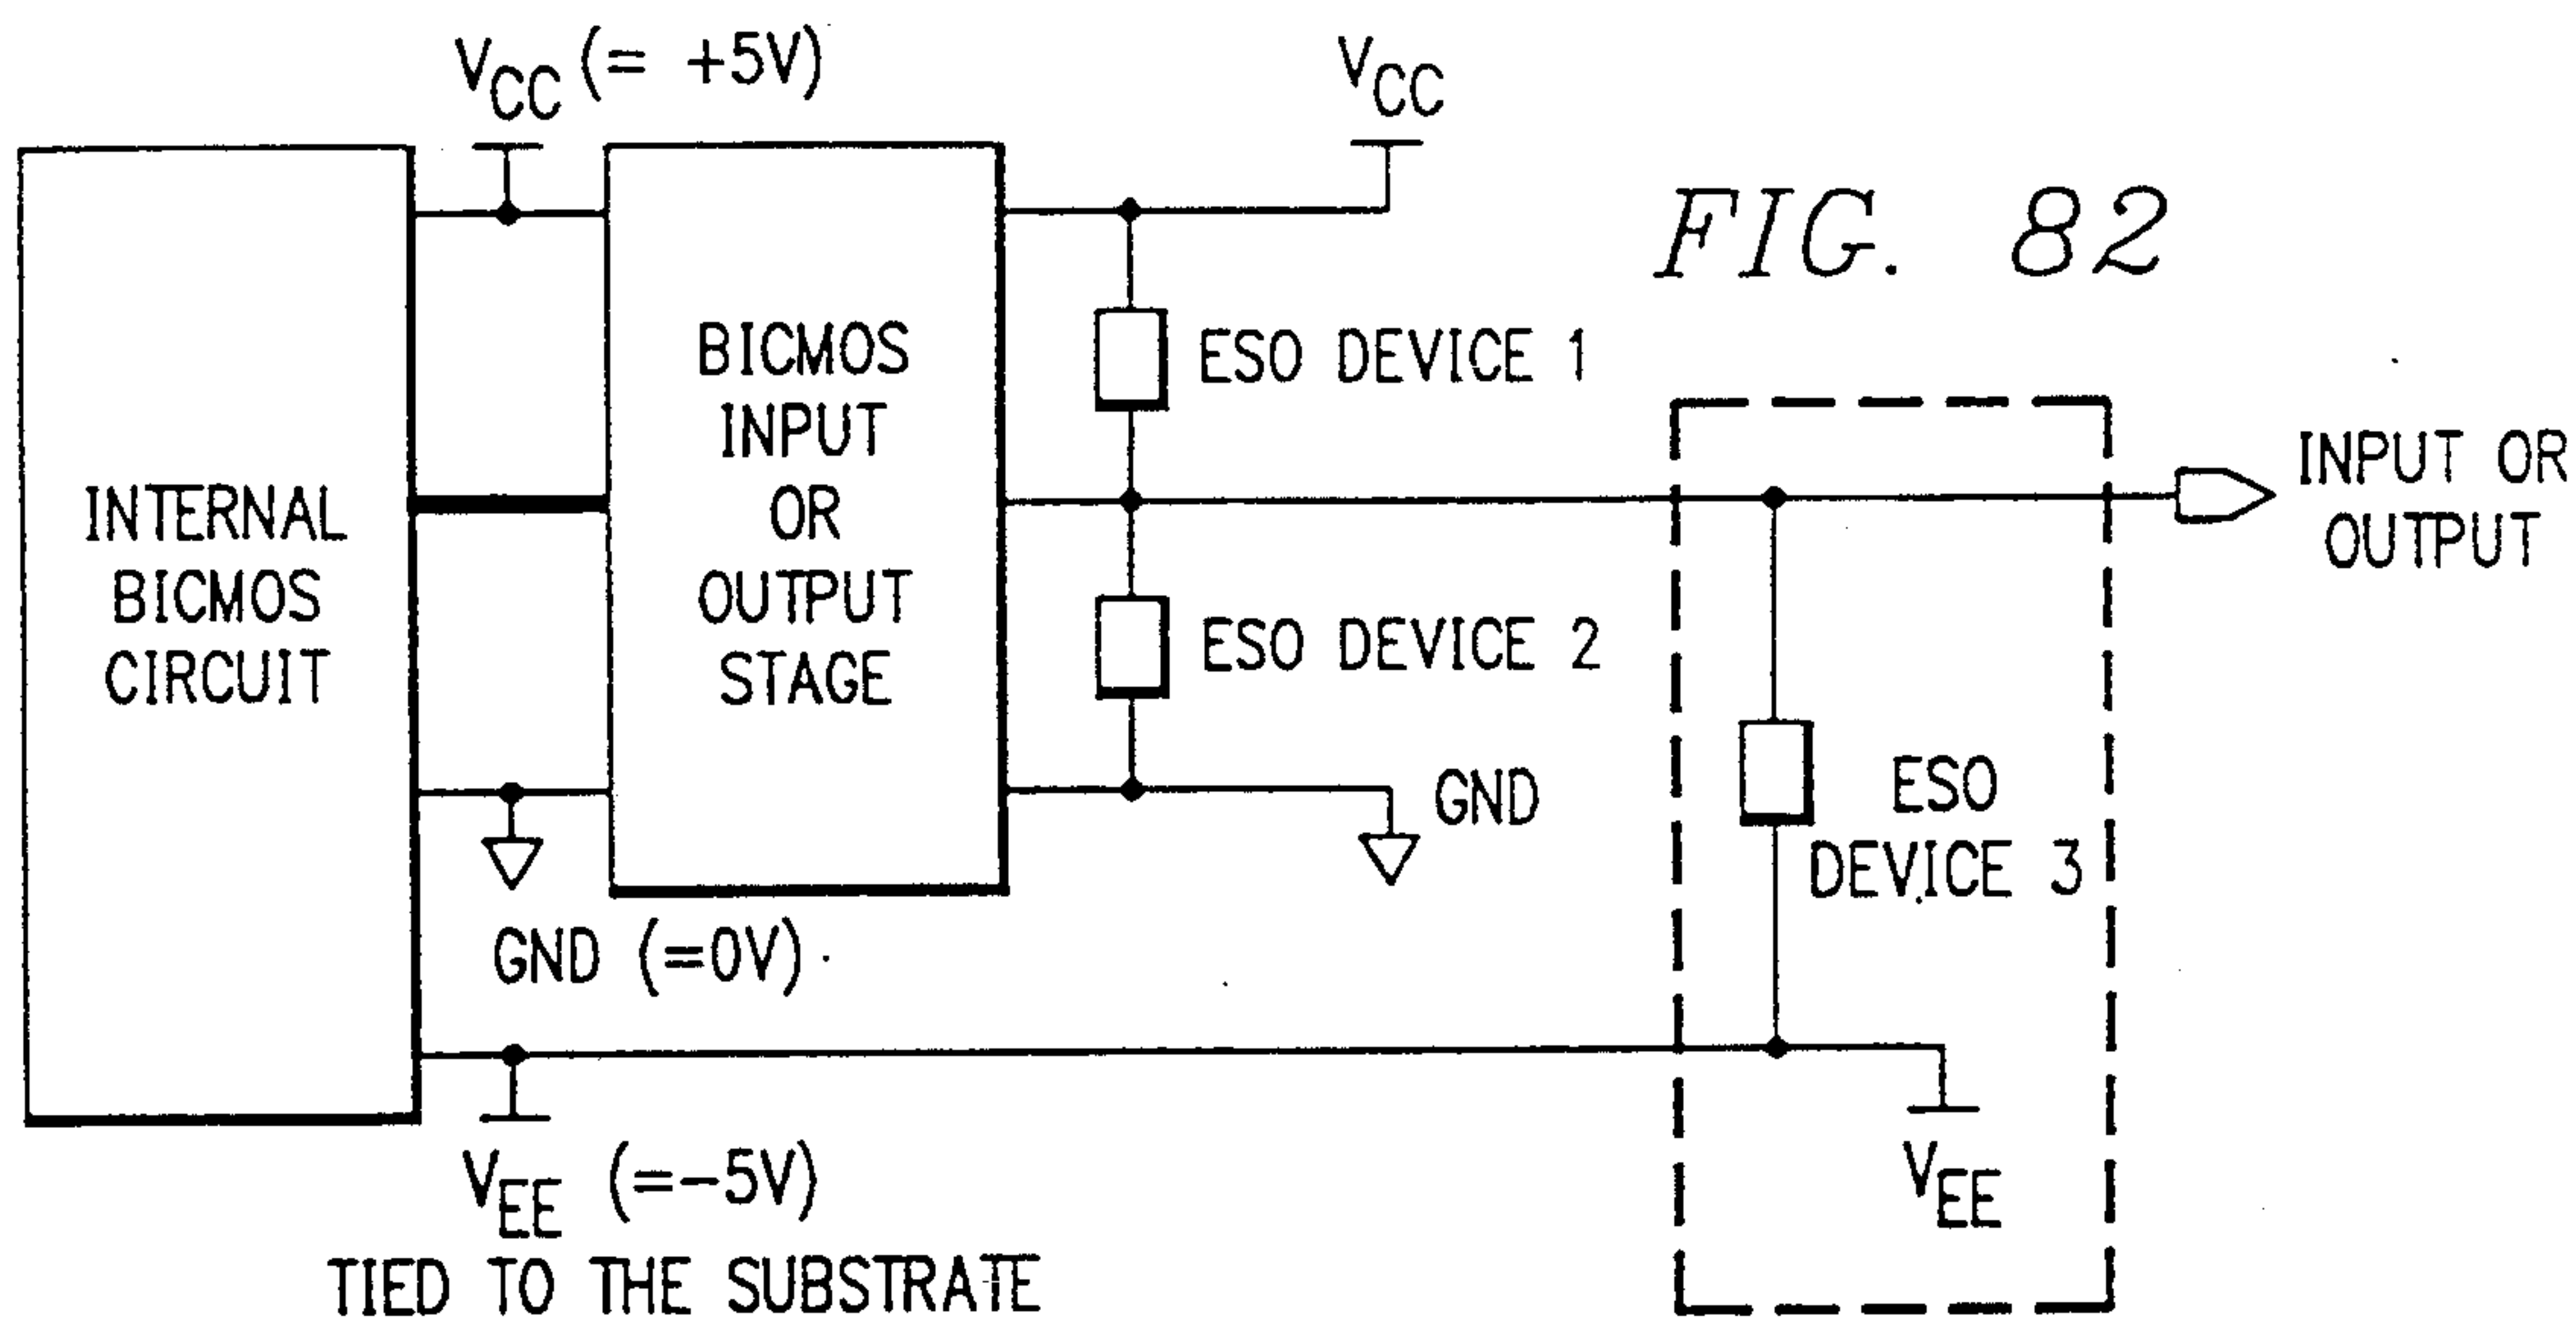 V_CC (= +5V)
V_CC
FIG. 82
INTERNAL
BICMOS
CIRCUIT
BICMOS
INPUT
OR
OUTPUT
STAGE
ESO DEVICE 1
ESO DEVICE 2
INPUT OR
OUTPUT
GND
ESO
DEVICE 3
GND (=0V)
V_EE (=-5V)
TIED TO THE SUBSTRATE
V_EE